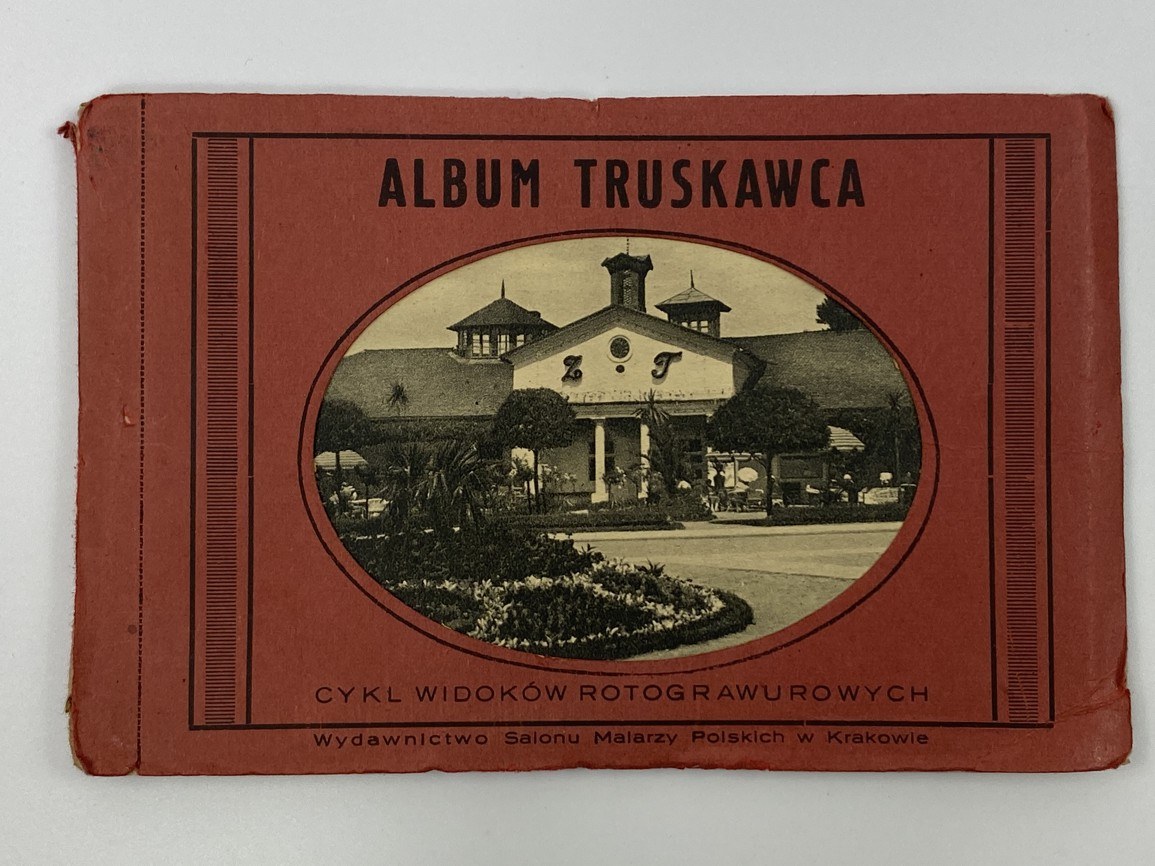 ALBUM TRUSKAWCA
Z · T
CYKL WIDOKÓW ROTOGRAWUROWYCH
Wydawnictwo Salonu Malarzy Polskich w Krakowie